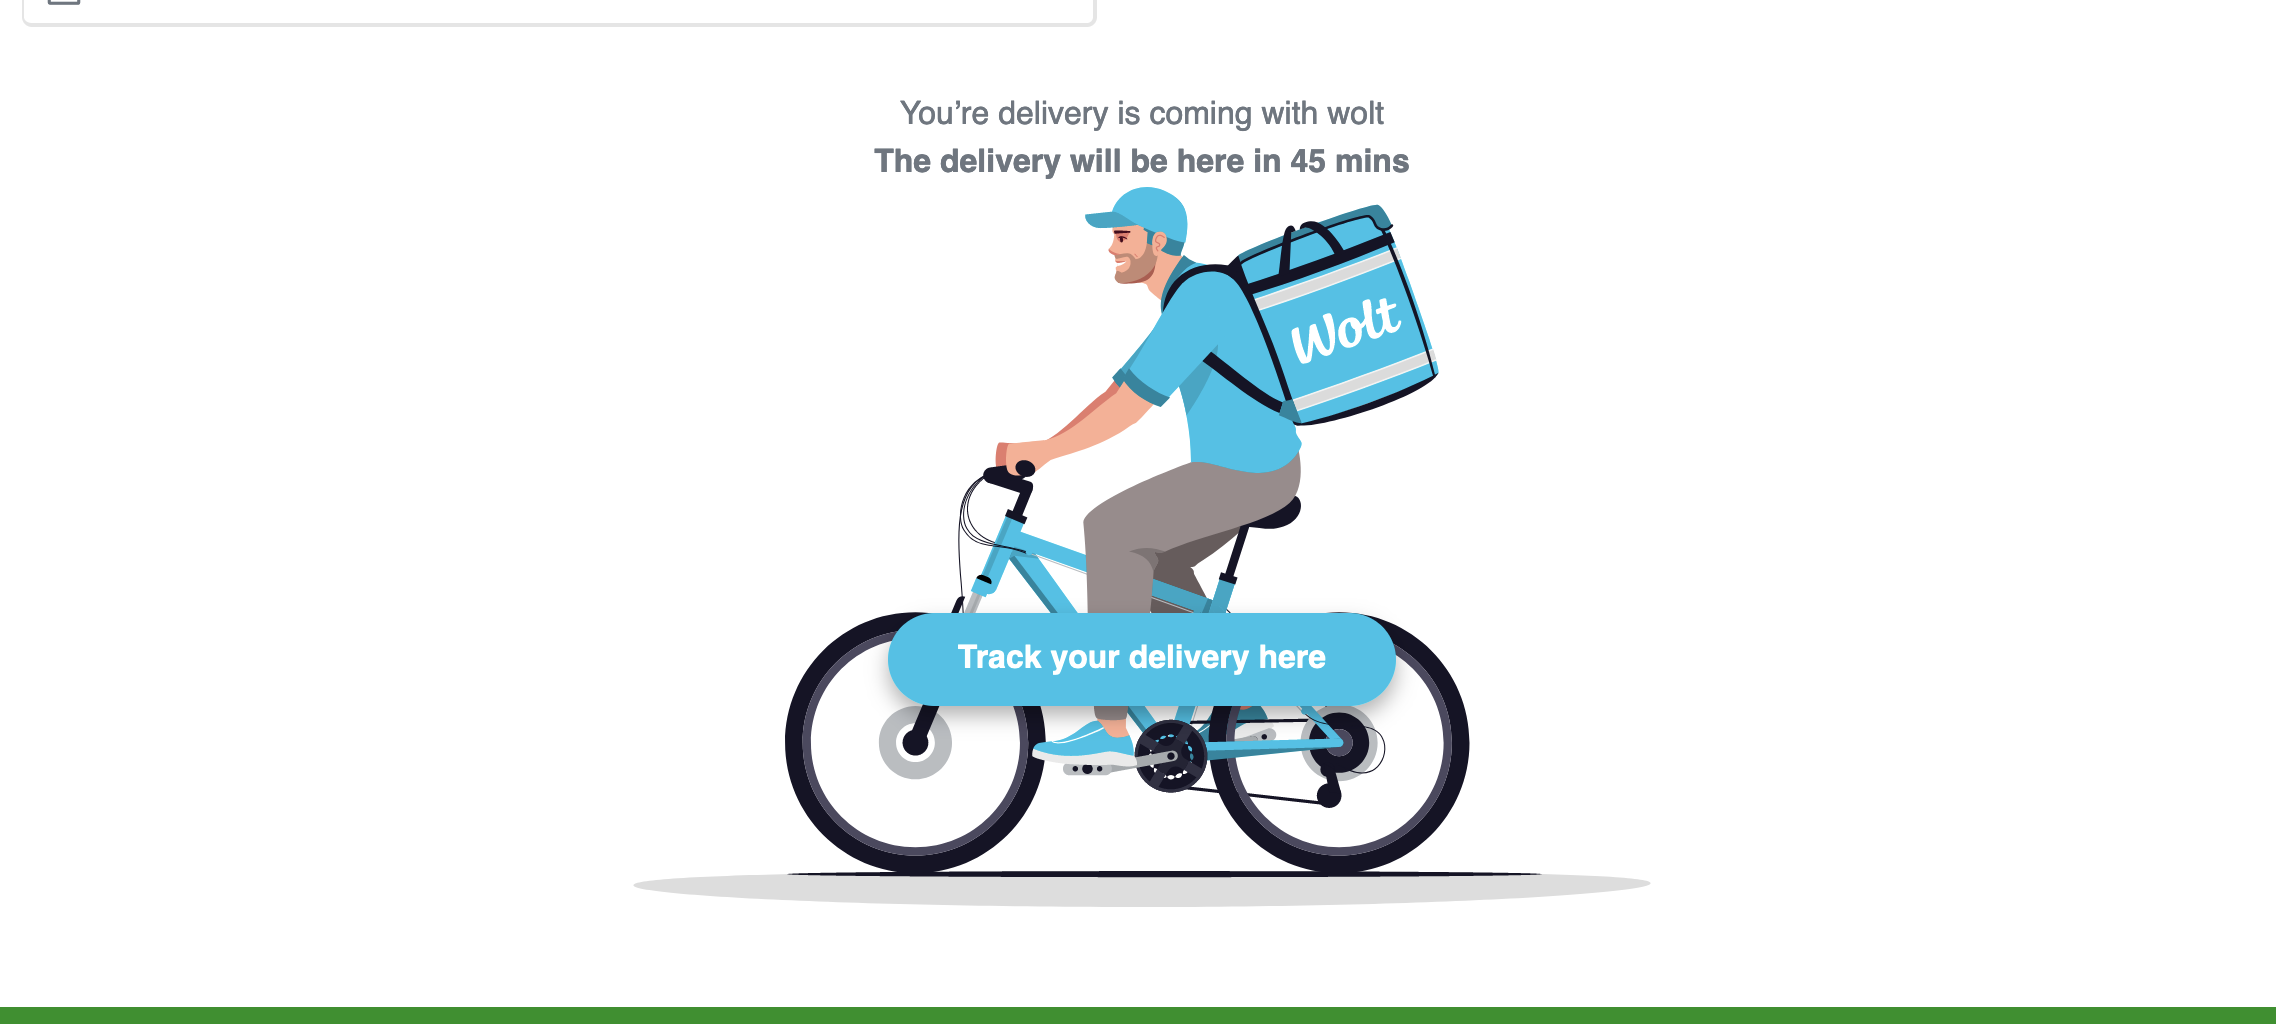 You’re delivery is coming with wolt
The delivery will be here in 45 mins
Wolt
Track your delivery here